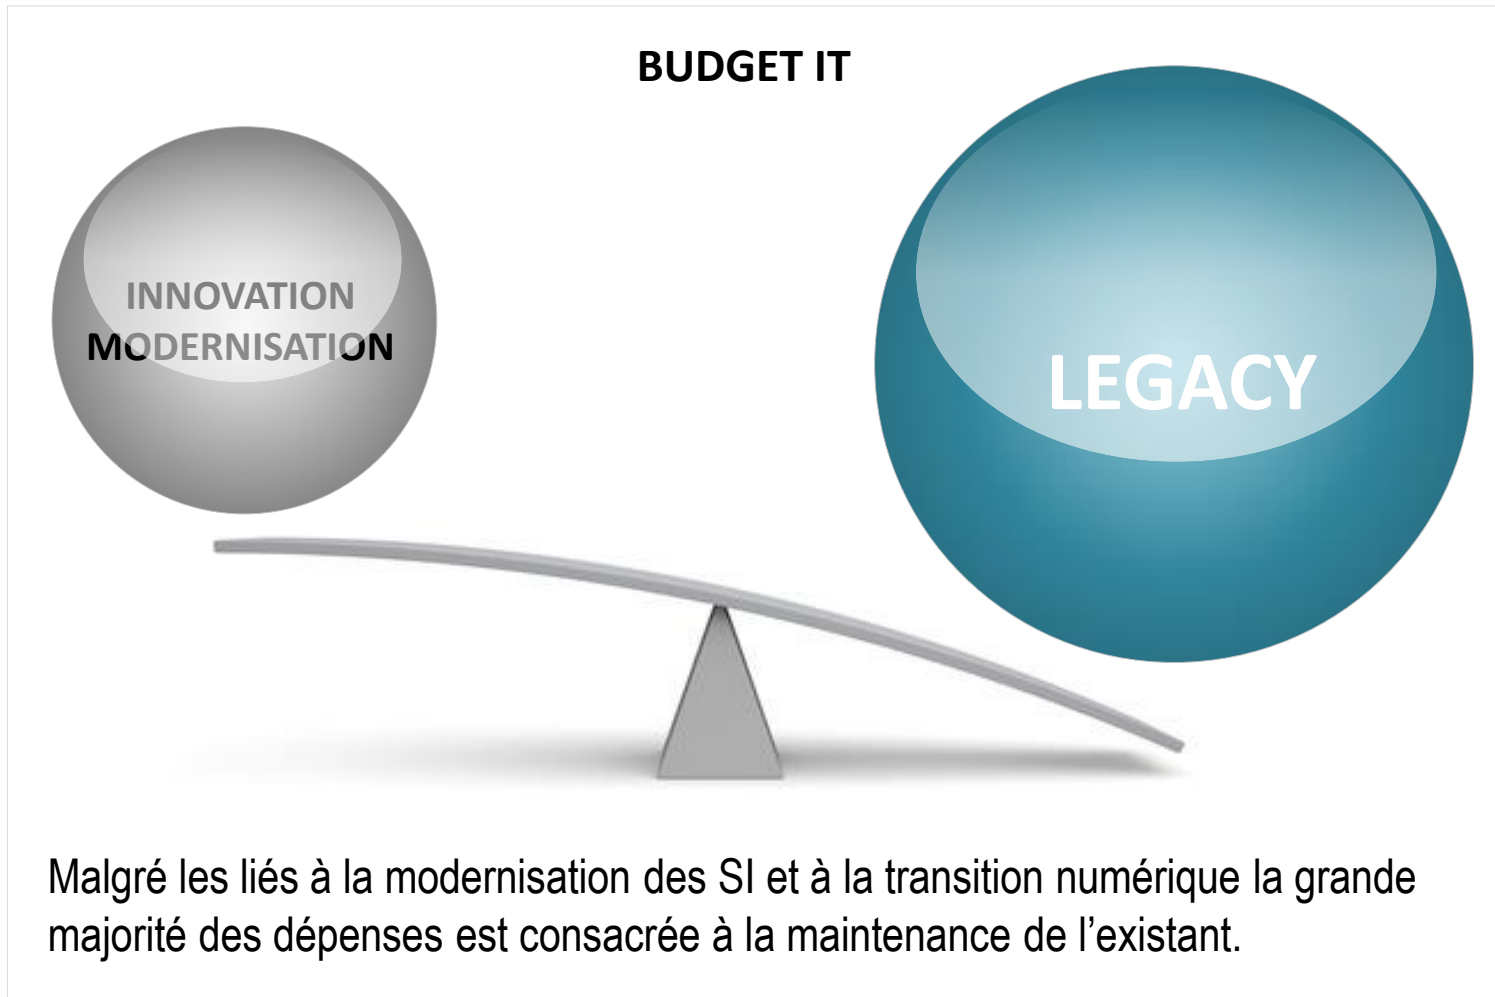 BUDGET IT
INNOVATION
MODERNISATION
LEGACY
Malgré les liés à la modernisation des SI et à la transition numérique la grande
majorité des dépenses est consacrée à la maintenance de l’existant.